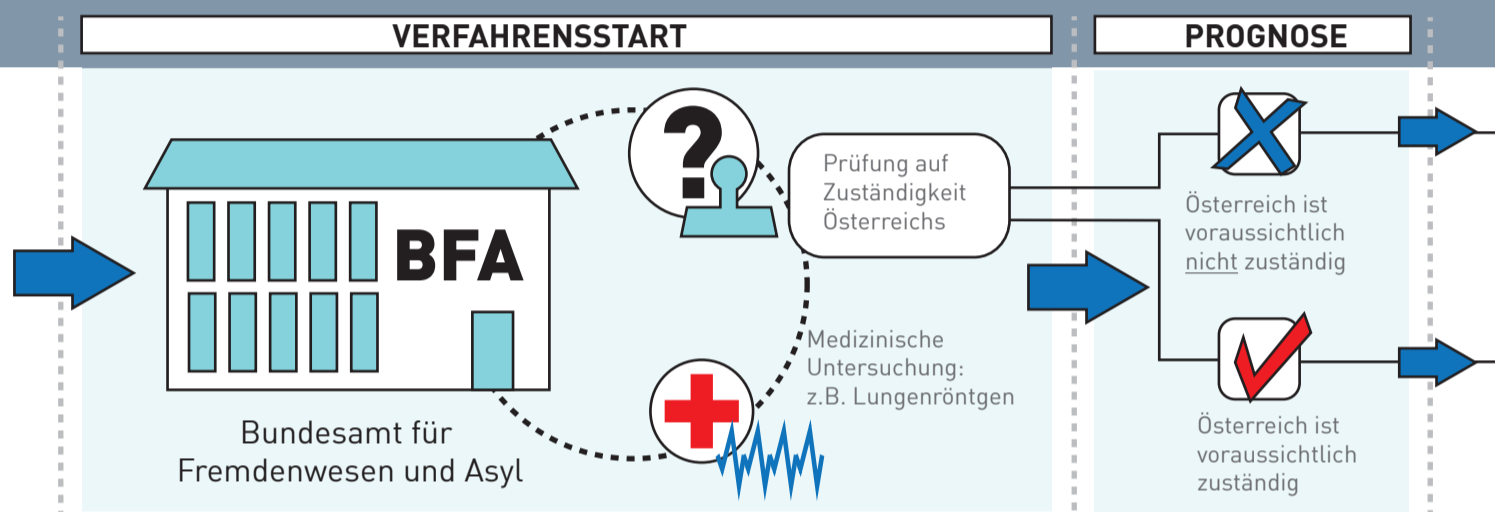 VERFAHRENSSTART
BFA
Bundesamt für
Fremdenwesen und Asyl
?
Prüfung auf
Zuständigkeit
Österreichs
Medizinische
Untersuchung:
z.B. Lungenröntgen
PROGNOSE
Österreich ist
voraussichtlich
nicht zuständig
Österreich ist
voraussichtlich
zuständig